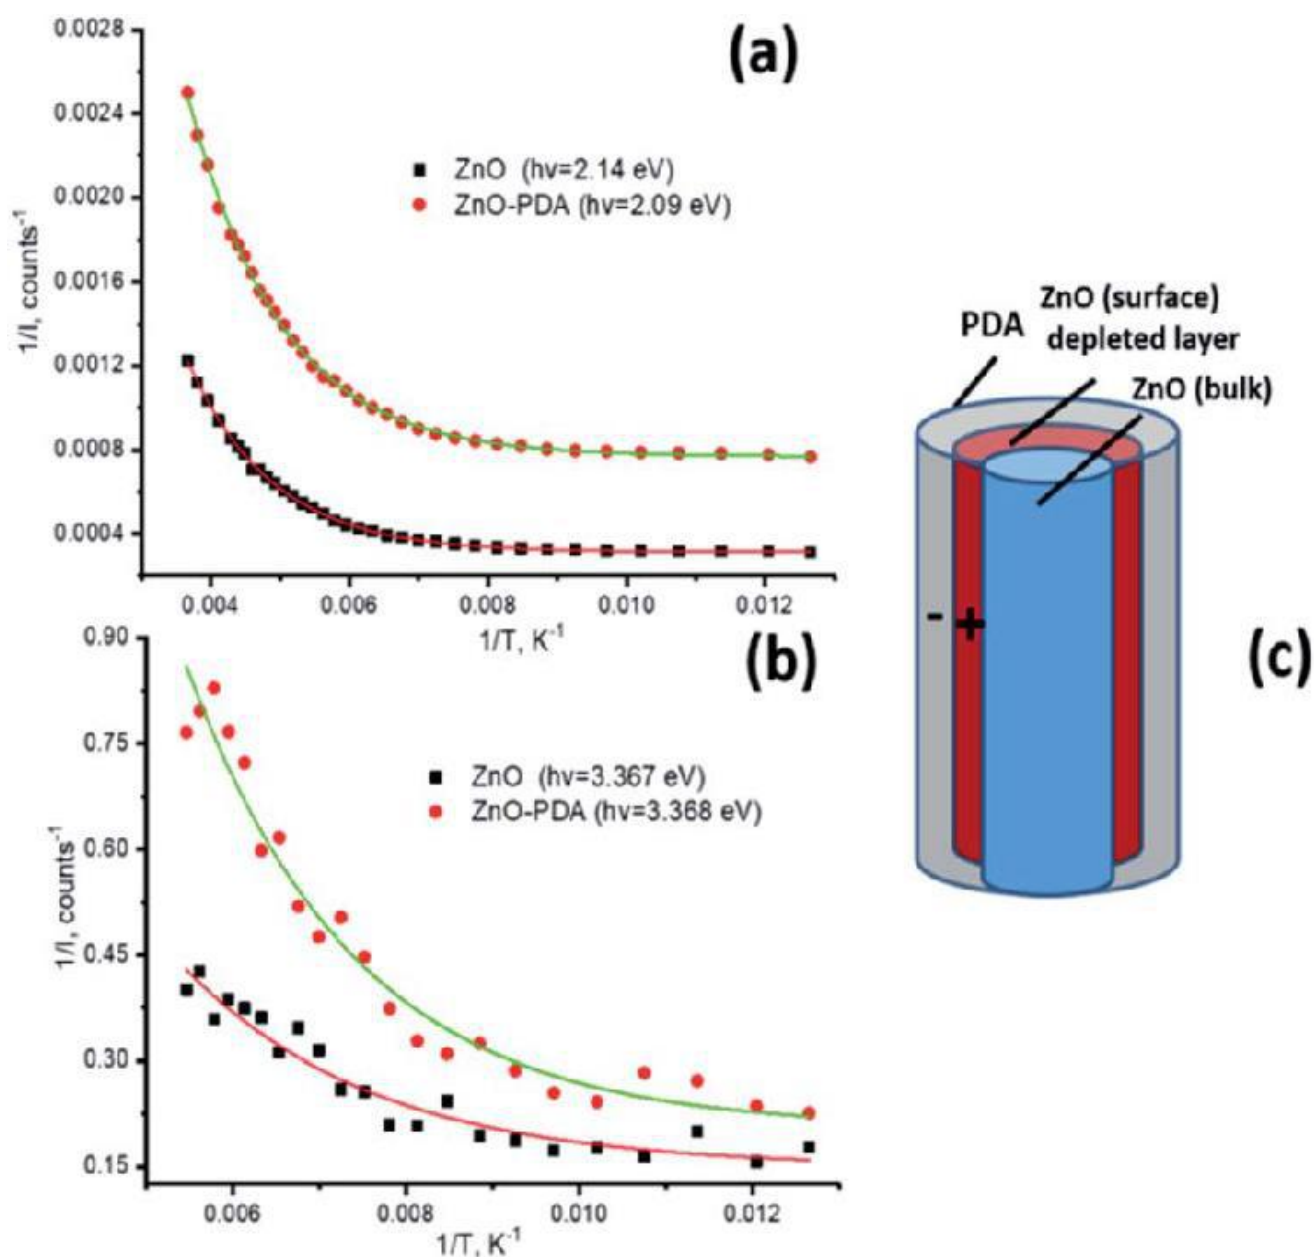 (a)
0.0028
0.0024
0.0020
0.0016
0.0012
0.0008
0.0004
1/I, counts⁻¹
ZnO (hv=2.14 eV)
ZnO-PDA (hv=2.09 eV)
0.004 0.006 0.008 0.010 0.012
1/T, K⁻¹
(b)
0.90
0.75
0.60
0.45
0.30
0.15
1/I, counts⁻¹
ZnO (hv=3.367 eV)
ZnO-PDA (hv=3.368 eV)
0.006 0.008 0.010 0.012
1/T, K⁻¹
PDA
ZnO (surface)
depleted layer
ZnO (bulk)
- +
(c)